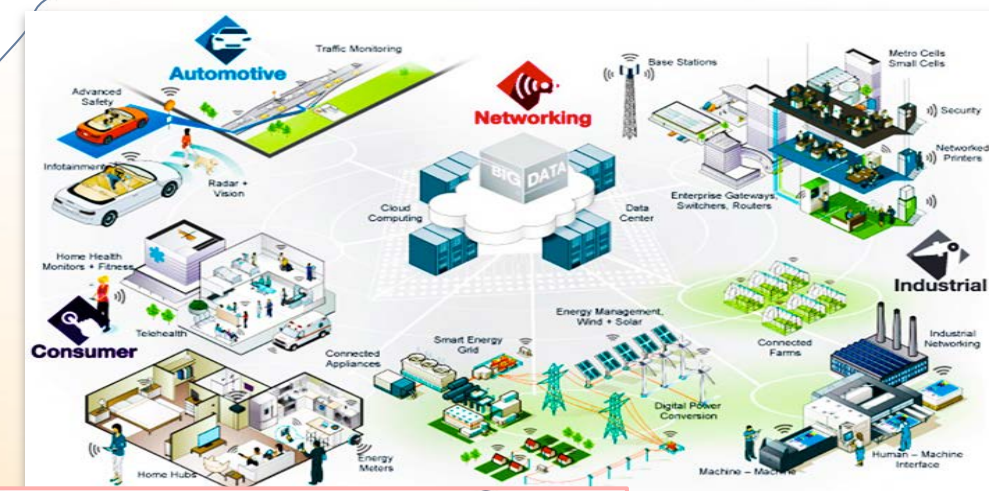 Automotive
Traffic Monitoring
Advanced
Safety
Infotainment
Radar +
Vision
Networking
BIG DATA
Cloud
Computing
Data
Center
Base Stations
Metro Cells
Small Cells
Security
Networked
Printers
Enterprise Gateways,
Switchers, Routers
Industrial
Home Health
Monitors + Fitness
Telehealth
Consumer
Connected
Appliances
Home Hubs
Energy
Meters
Smart Energy
Grid
Energy Management,
Wind + Solar
Digital Power
Conversion
Connected
Farms
Industrial
Networking
Machine – Machine
Human – Machine
Interface